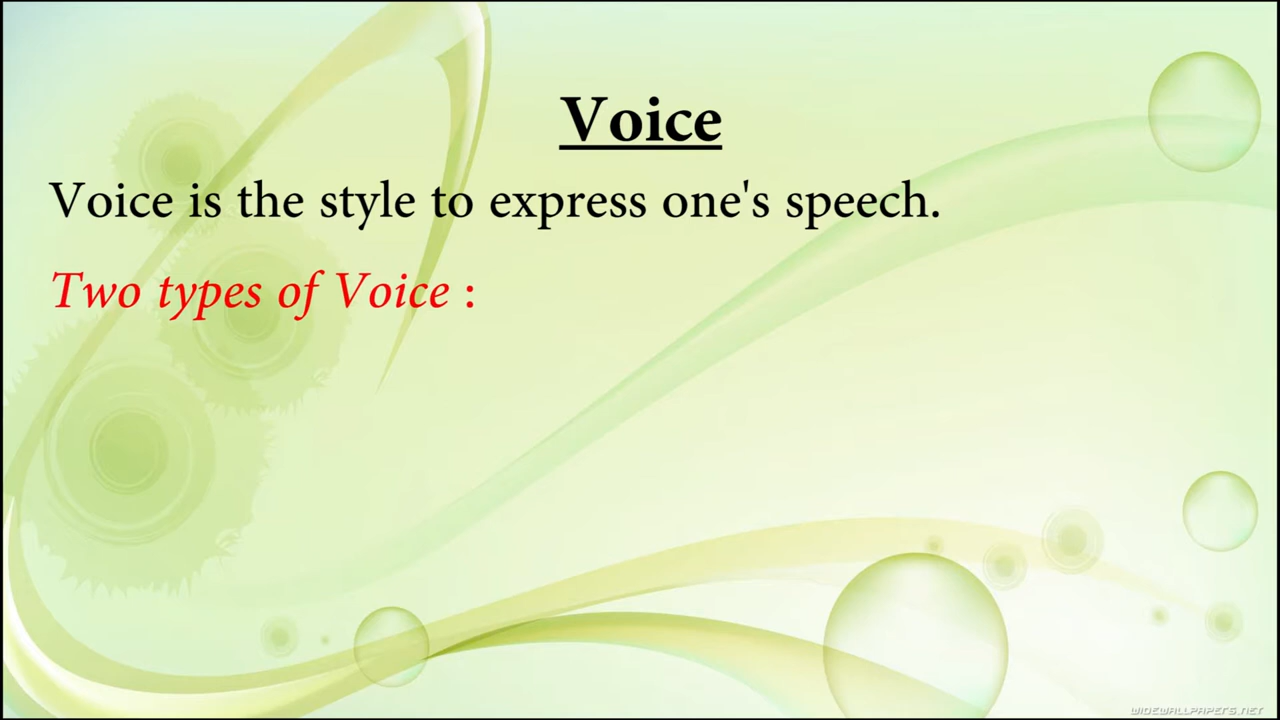 Voice
Voice is the style to express one's speech.
Two types of Voice :
WIDEWALLPAPERS.NET